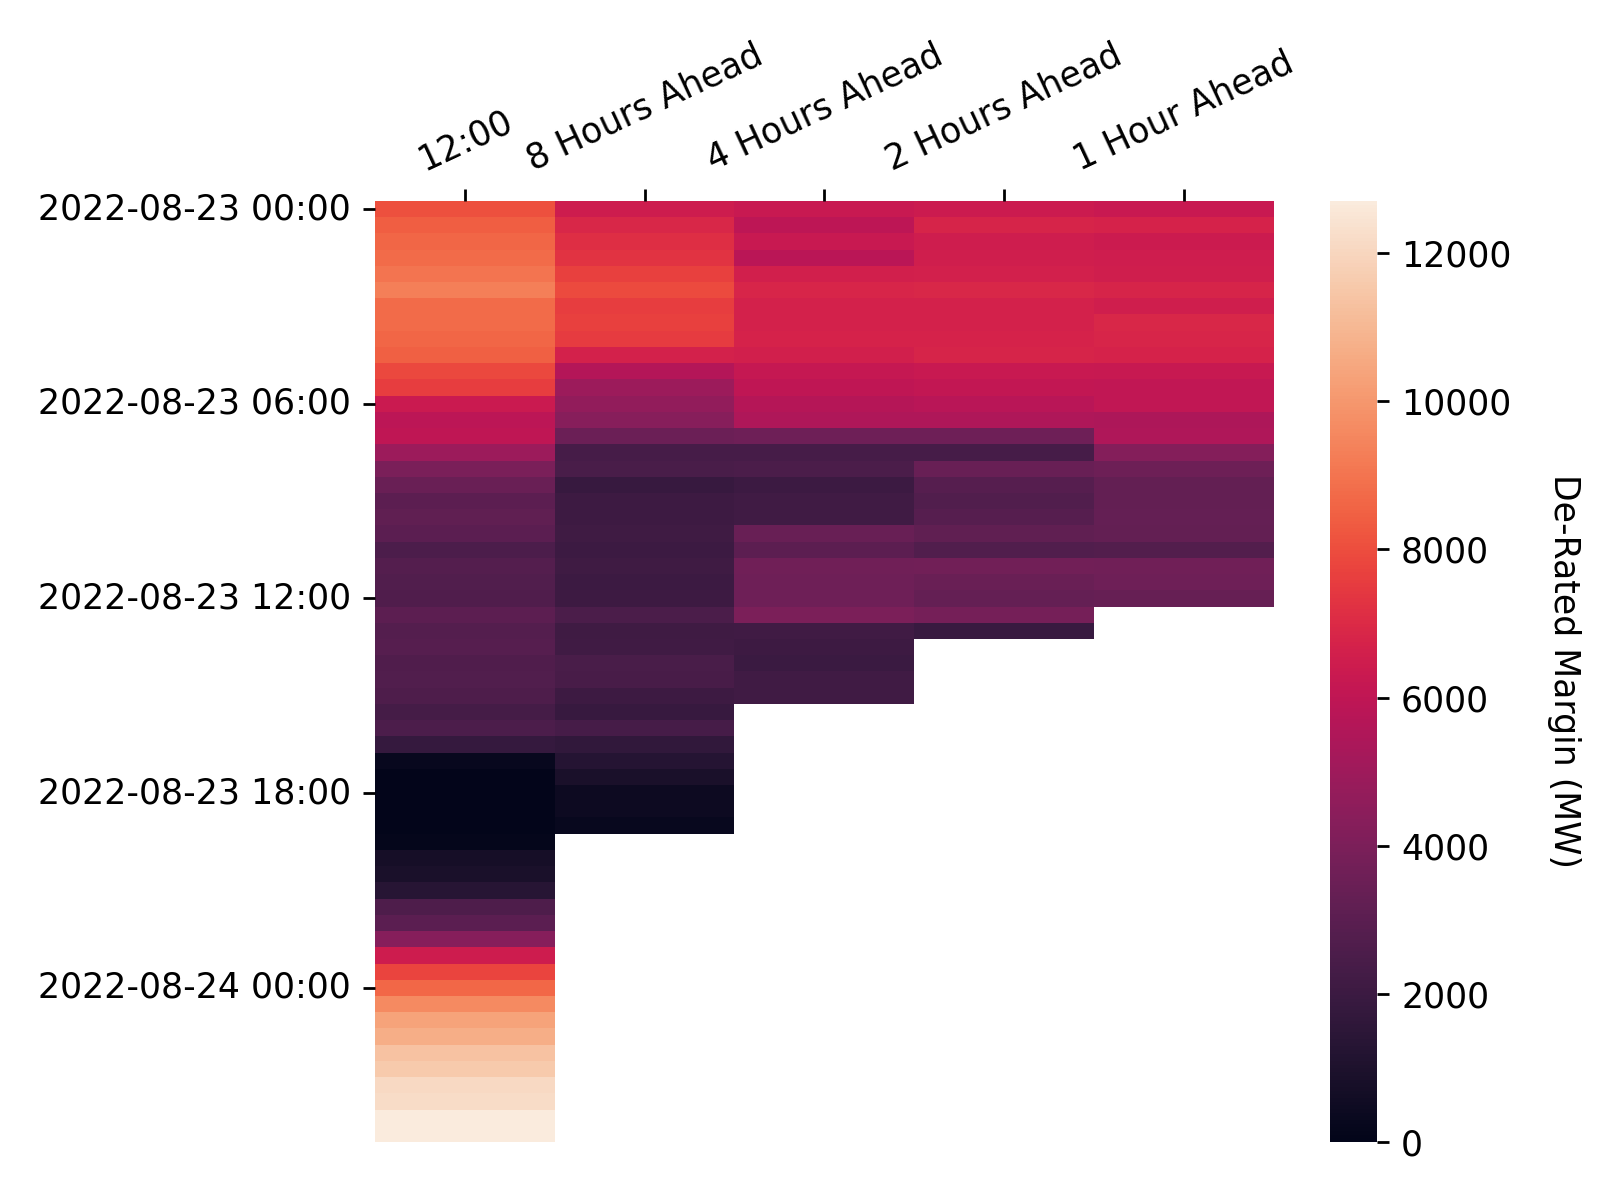 12:00
8 Hours Ahead
4 Hours Ahead
2 Hours Ahead
1 Hour Ahead
2022-08-23 00:00
2022-08-23 06:00
2022-08-23 12:00
2022-08-23 18:00
2022-08-24 00:00
12000
10000
8000
6000
4000
2000
0
De-Rated Margin (MW)